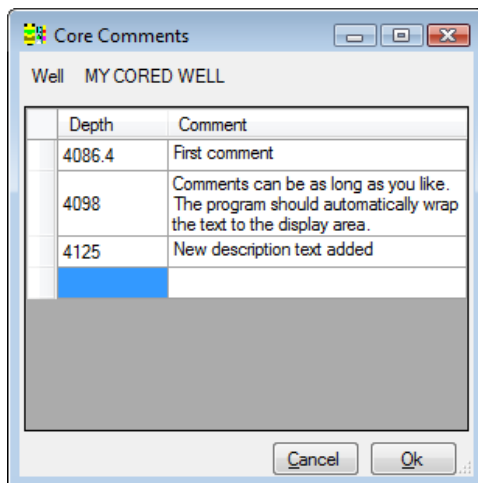 Core Comments
Well MY CORED WELL
Depth Comment
4086.4 First comment
4098 Comments can be as long as you like.
The program should automatically wrap
the text to the display area.
4125 New description text added
Cancel Ok